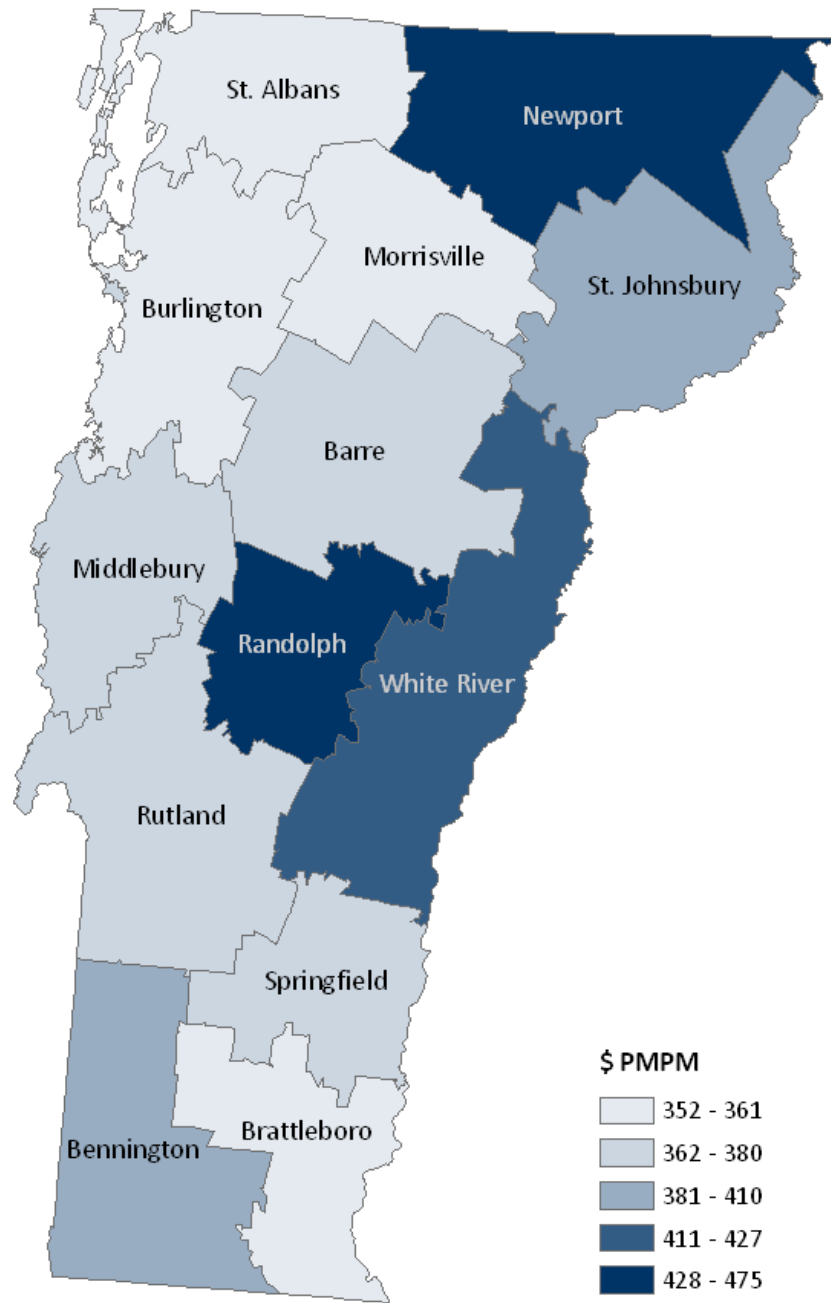 St. Albans
Newport
Morrisville
St. Johnsbury
Burlington
Barre
Middlebury
Randolph
White River
Rutland
Springfield
$ PMPM
352 - 361
Brattleboro
Bennington
362 - 380
381 - 410
411 - 427
428 - 475